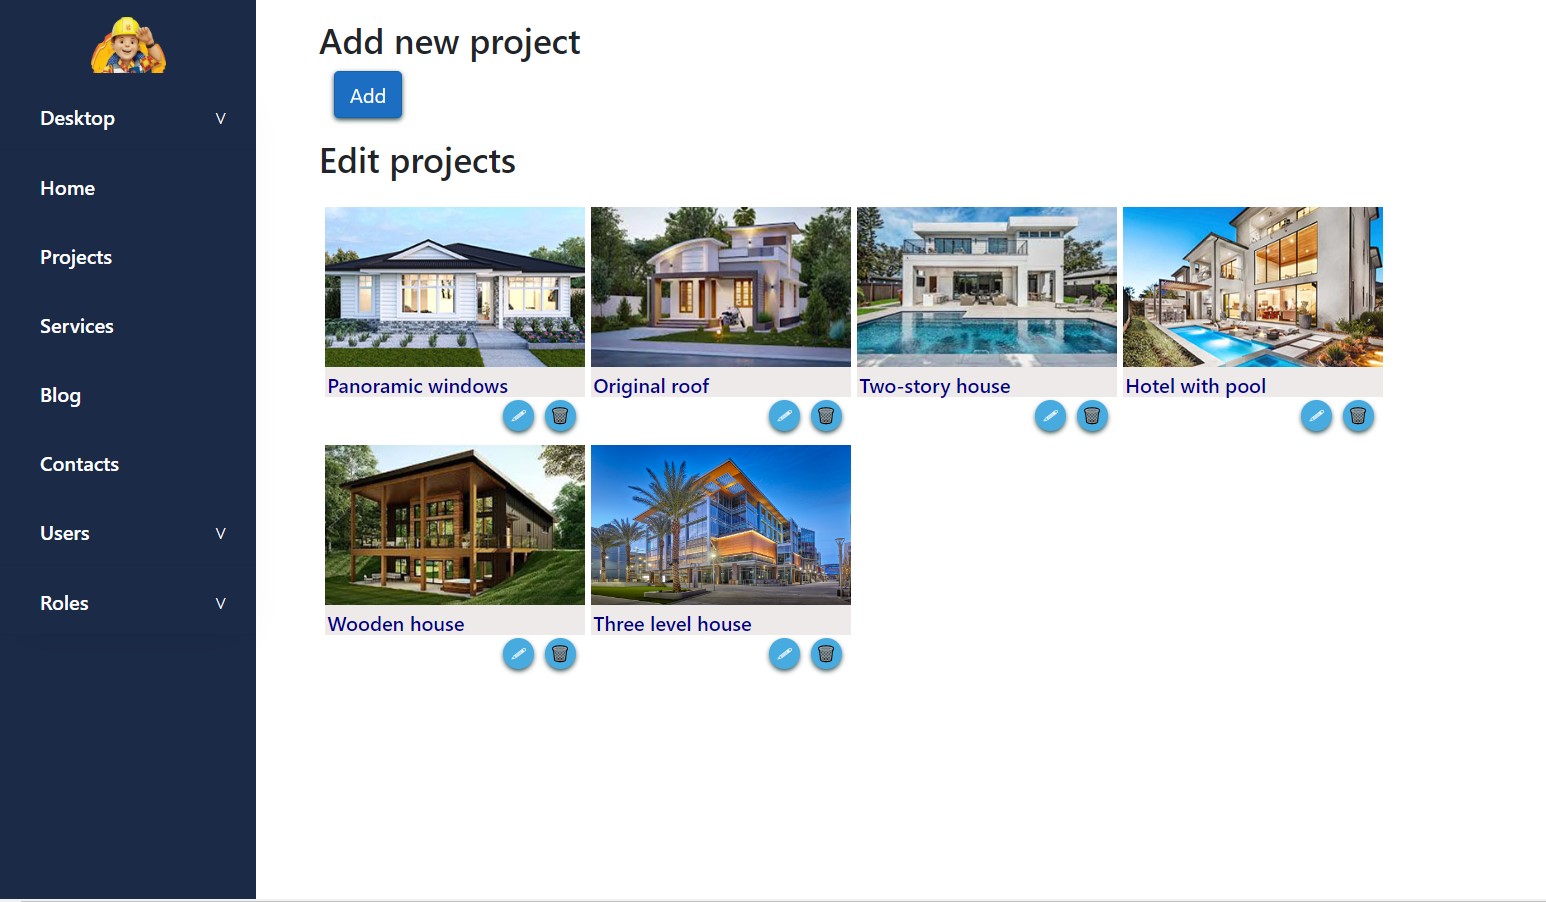 Desktop V
Home
Projects
Services
Blog
Contacts
Users V
Roles V
Add new project
Add
Edit projects
Panoramic windows
Original roof
Two-story house
Hotel with pool
Wooden house
Three level house